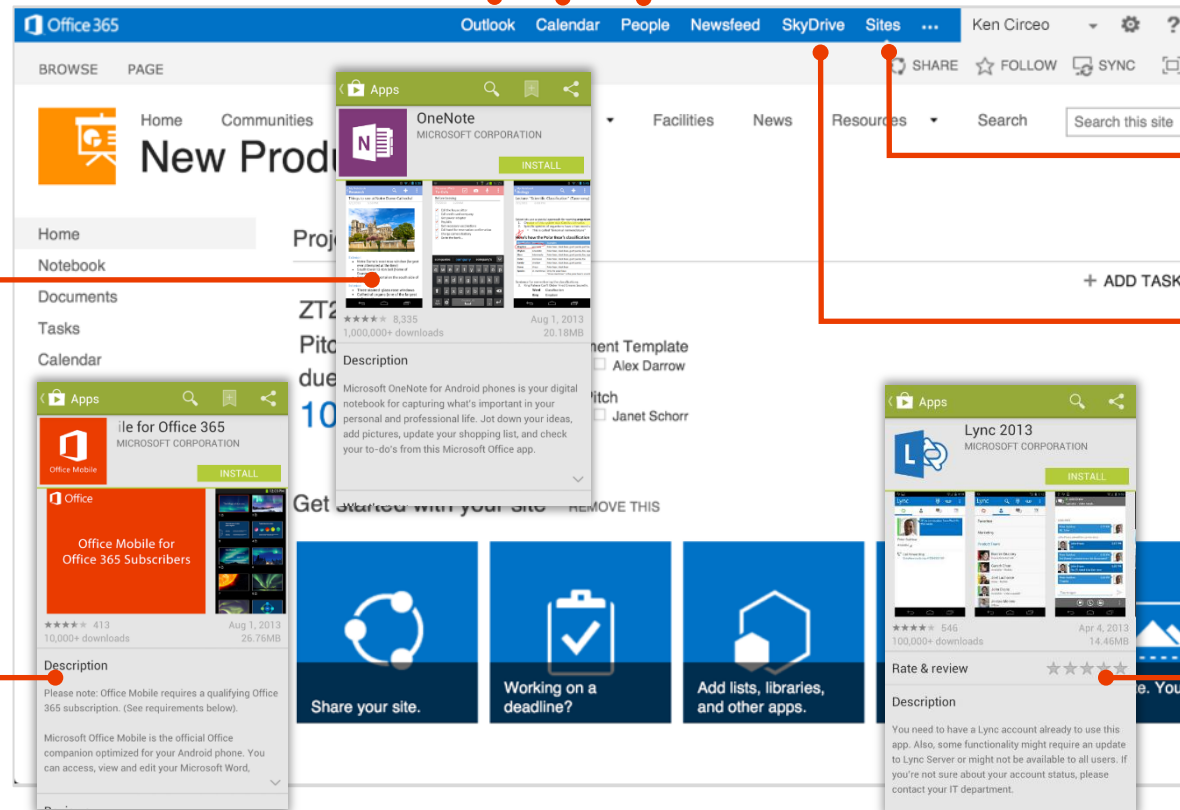 Office 365
Outlook Calendar People Newsfeed SkyDrive Sites ... Ken Circeo ?
BROWSE PAGE
SHARE FOLLOW SYNC
Home Communities Facilities News Resources Search Search this site
New Produ
Home
Notebook
Documents
Tasks
Calendar
Proj
+ ADD TASK
ZT2
Pitc
due
10
ment Template
Alex Darrow
Pitch
Janet Schorr
Get started with your site REMOVE THIS
Share your site.
Working on a
deadline?
Add lists, libraries,
and other apps.
e. You
Apps
OneNote
MICROSOFT CORPORATION
INSTALL
8,335 Aug 1, 2013
1,000,000+ downloads 20.18MB
Description
Microsoft OneNote for Android phones is your digital
notebook for capturing what's important in your
personal and professional life. Jot down your ideas,
add pictures, update your shopping list, and check
your to-do's from this Microsoft Office app.
Apps
ile for Office 365
MICROSOFT CORPORATION
Office Mobile
INSTALL
Office
Office Mobile for
Office 365 Subscribers
413 Aug 1, 2013
10,000+ downloads 26.76MB
Description
Please note: Office Mobile requires a qualifying Office
365 subscription. (See requirements below).
Microsoft Office Mobile is the official Office
companion optimized for your Android phone. You
can access, view and edit your Microsoft Word,
Apps
Lync 2013
MICROSOFT CORPORATION
INSTALL
546 Apr 4, 2013
100,000+ downloads 14.46MB
Rate & review
Description
You need to have a Lync account already to use this
app. Also, some functionality might require an update
to Lync Server or might not be available to all users. If
you're not sure about your account status, please
contact your IT department.